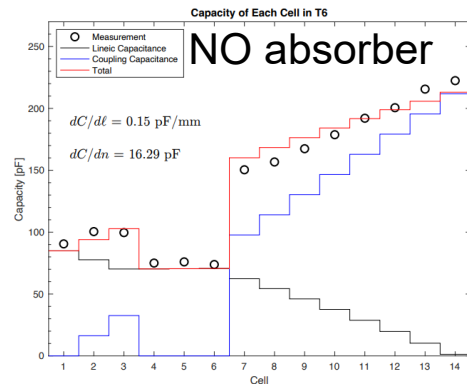 Capacity of Each Cell in T6
NO absorber
Measurement
Lineic Capacitance
Coupling Capacitance
Total
dC/dℓ = 0.15 pF/mm
dC/dn = 16.29 pF
Capacity [pF]
250
200
150
100
50
0
1 2 3 4 5 6 7 8 9 10 11 12 13 14
Cell